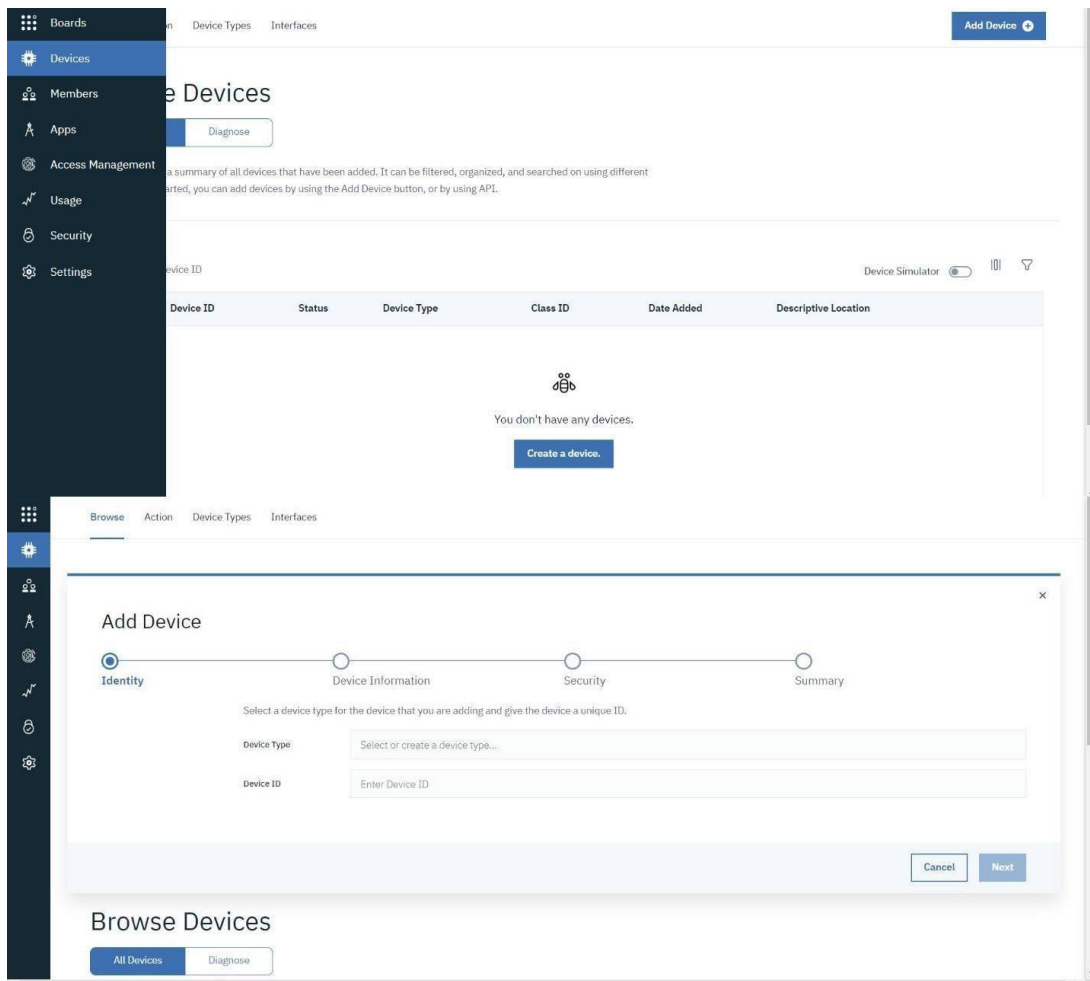 Boards
n Device Types Interfaces
Add Device
Devices
Members
e Devices
Apps
Diagnose
Access Management
a summary of all devices that have been added. It can be filtered, organized, and searched on using different
arted, you can add devices by using the Add Device button, or by using API.
Usage
Security
Settings
evice ID
Device Simulator
Device ID Status Device Type Class ID Date Added Descriptive Location
You don't have any devices.
Create a device.
Browse Action Device Types Interfaces
Add Device
Identity Device Information Security Summary
Select a device type for the device that you are adding and give the device a unique ID.
Device Type Select or create a device type...
Device ID Enter Device ID
Cancel Next
Browse Devices
All Devices Diagnose